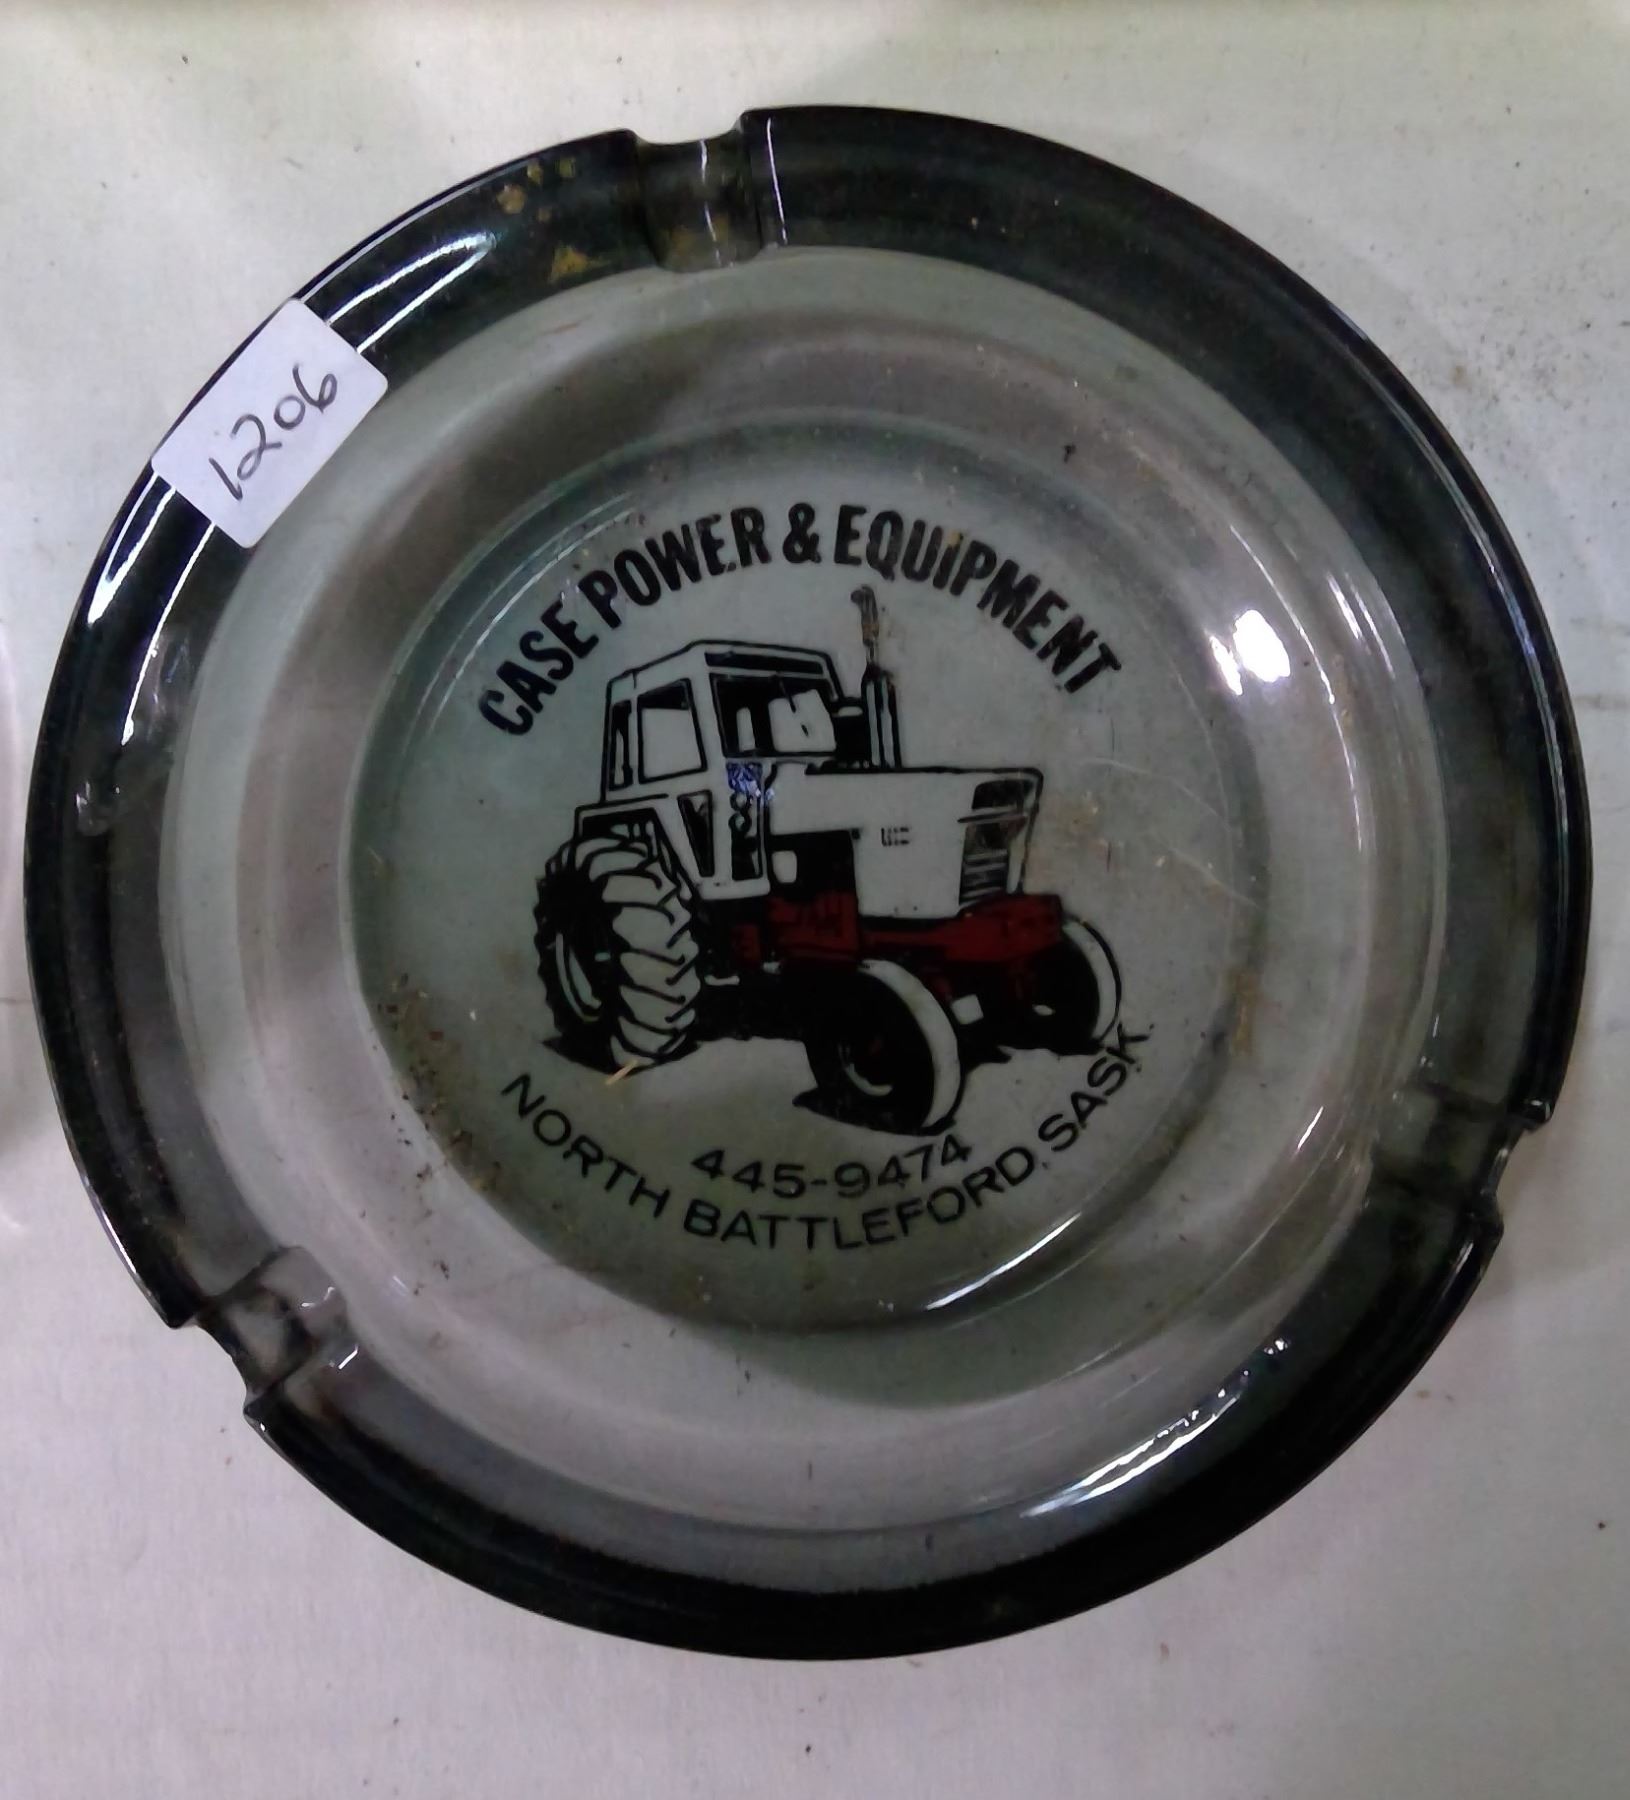 1206
CASE POWER & EQUIPMENT
445-9474
NORTH BATTLEFORD, SASK.